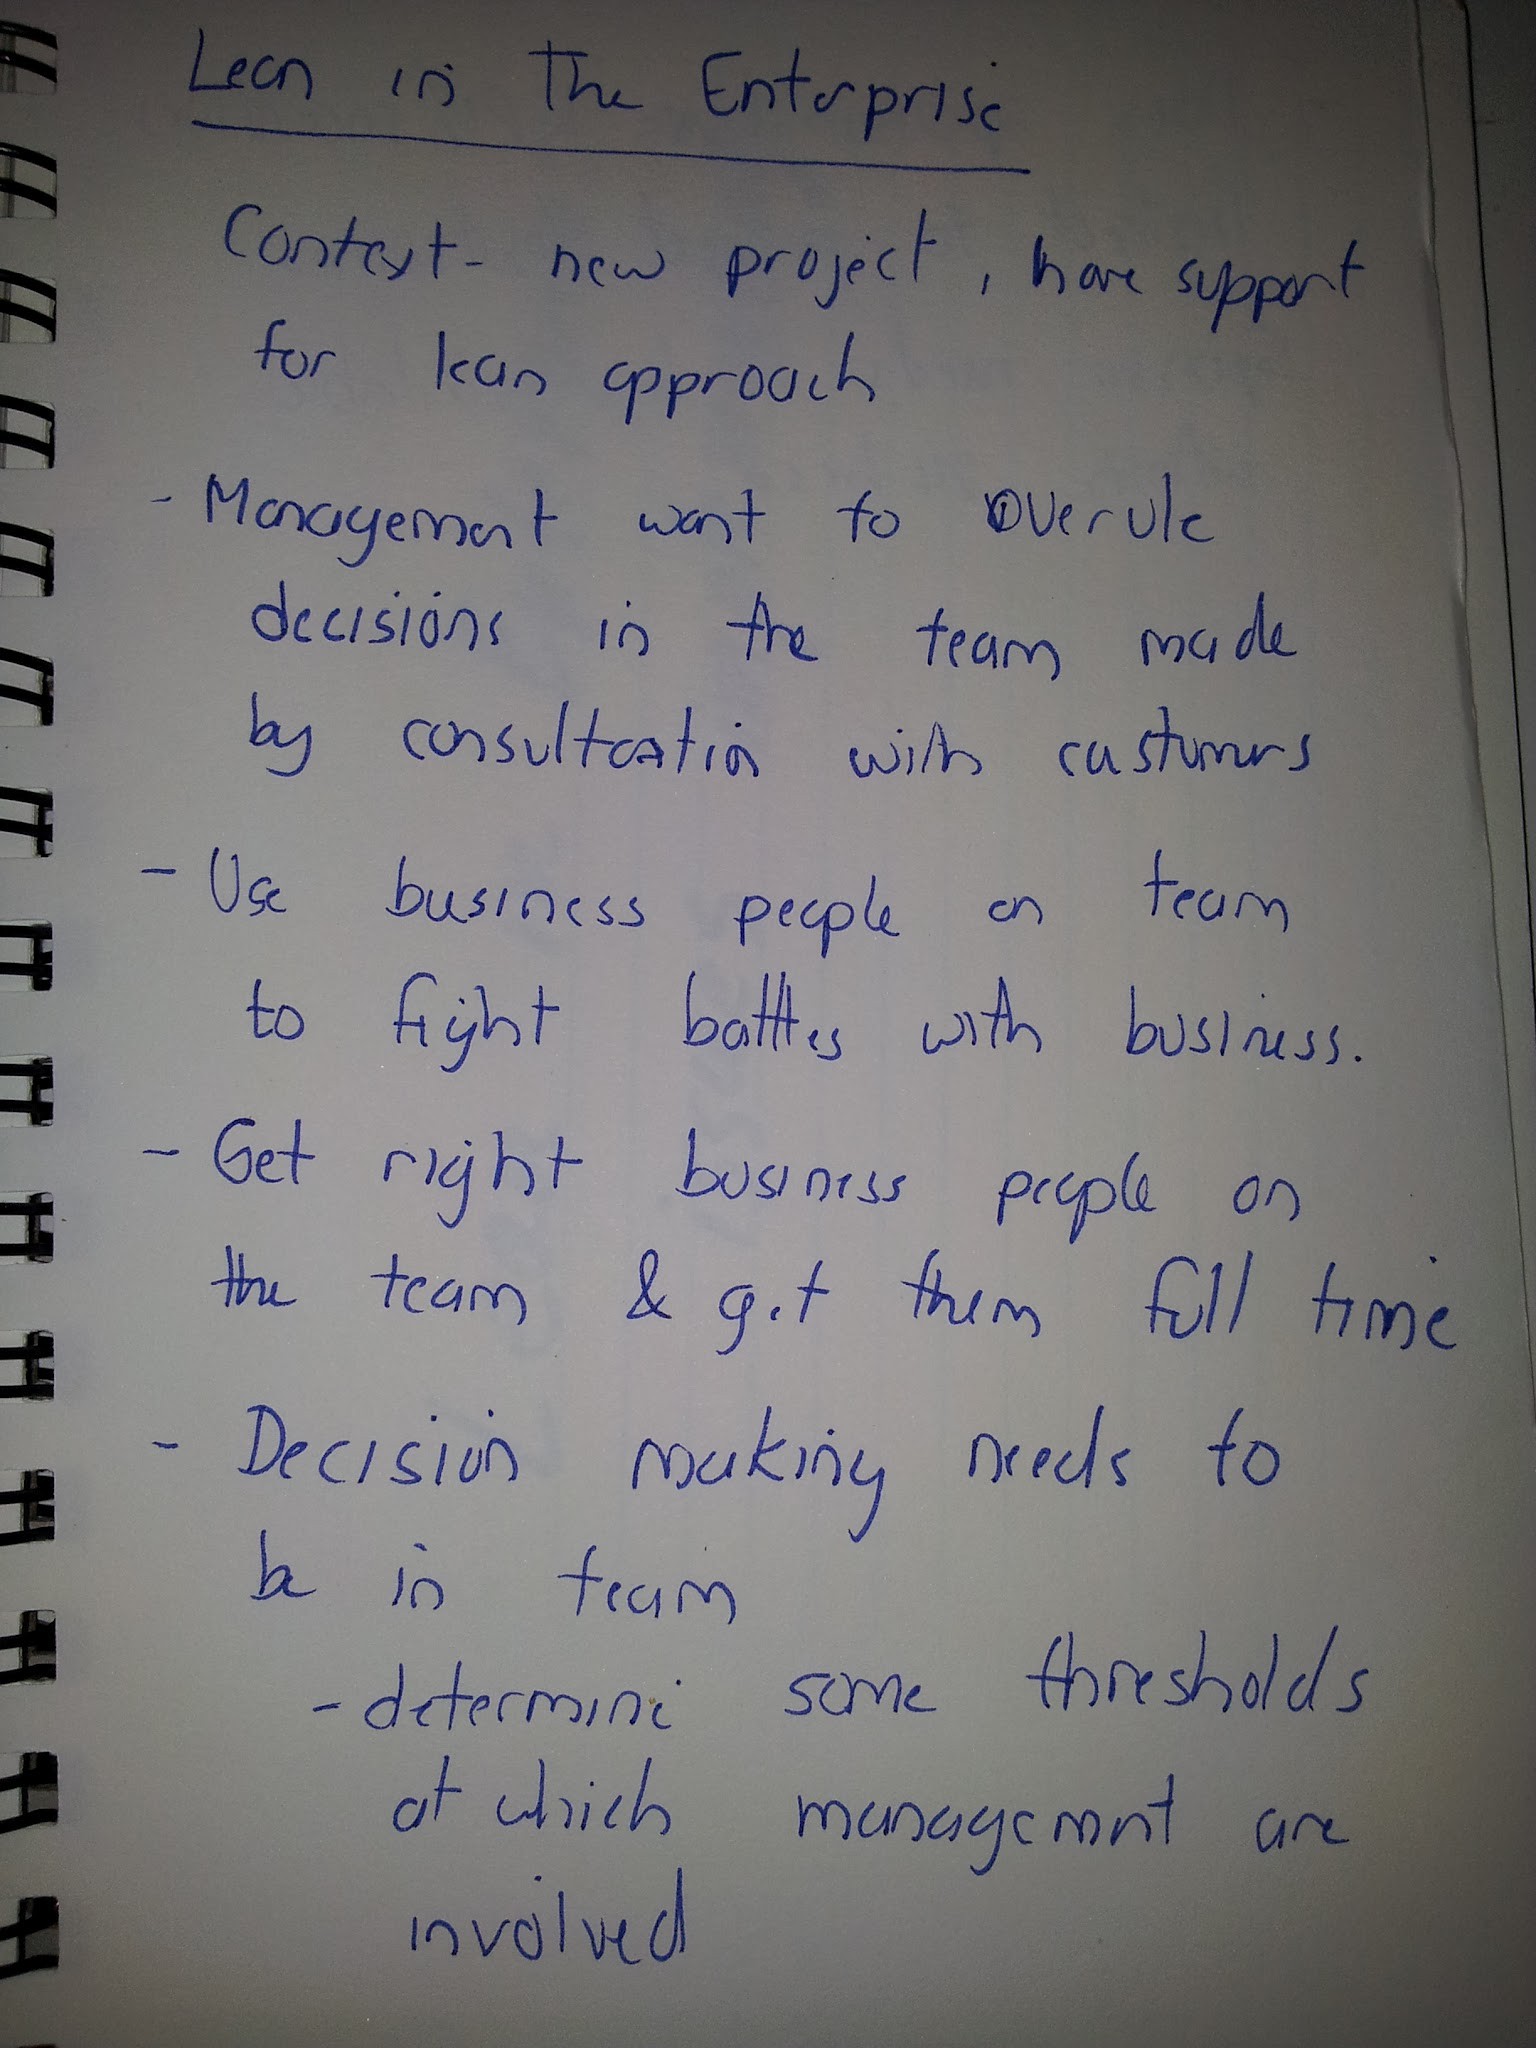 Lean in The Enterprise
Context - new project, have support
for lean approach
- Management want to overule
decisions in the team made
by consultation with customers
- Use business people on team
to fight battles with business.
- Get right business people on
the team & get them full time
- Decision making needs to
be in team
- determine some thresholds
at which management are
involved